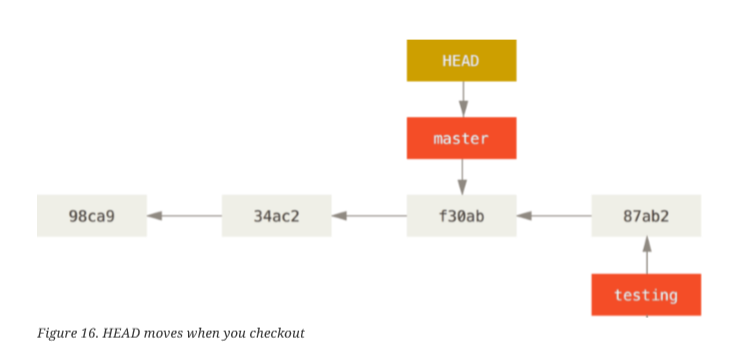 HEAD
master
98ca9 34ac2 f30ab 87ab2
testing
Figure 16. HEAD moves when you checkout